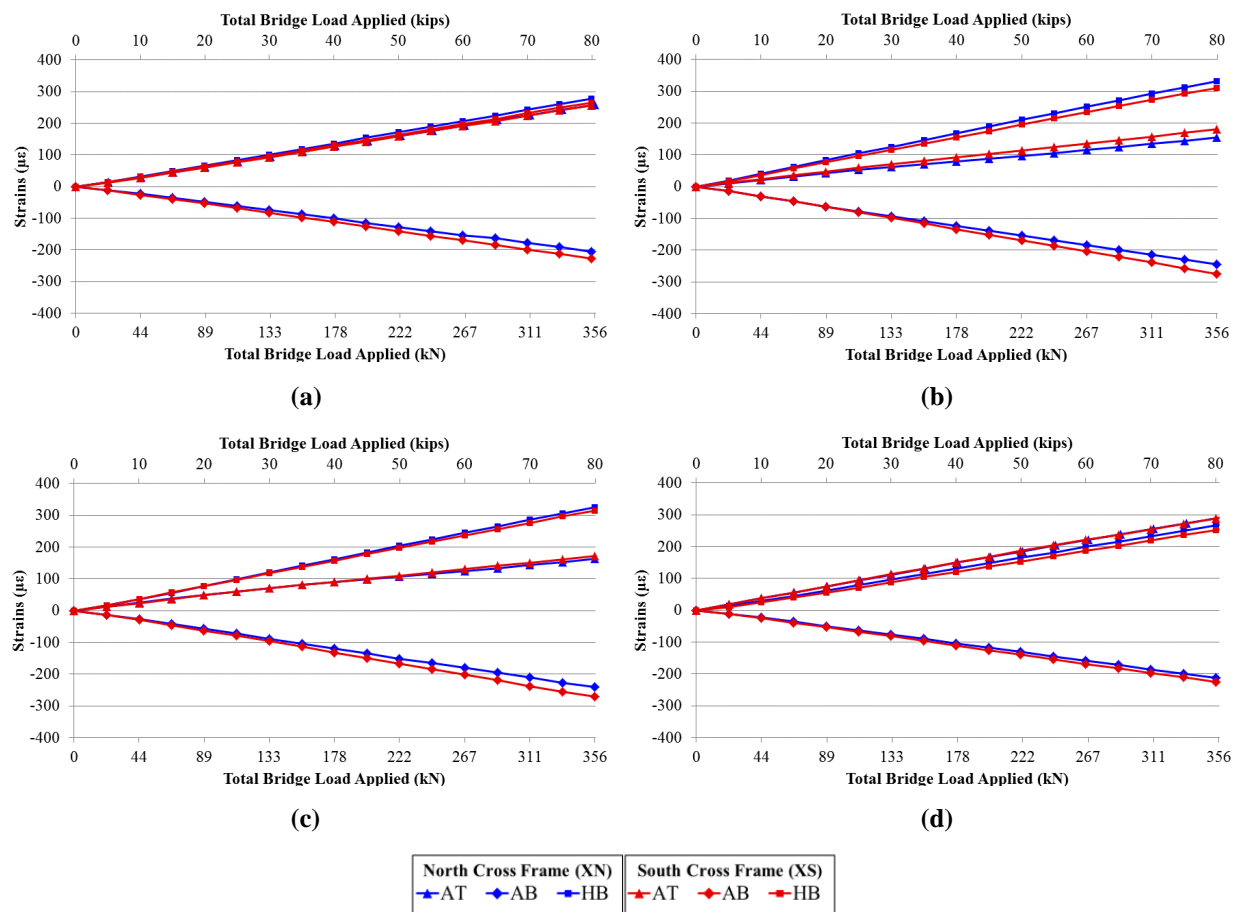 Total Bridge Load Applied (kips)
0 10 20 30 40 50 60 70 80
400
300
200
100
0
-100
-200
-300
-400
Strains (με)
0 44 89 133 178 222 267 311 356
Total Bridge Load Applied (kN)
(a)
Total Bridge Load Applied (kips)
0 10 20 30 40 50 60 70 80
400
300
200
100
0
-100
-200
-300
-400
Strains (με)
0 44 89 133 178 222 267 311 356
Total Bridge Load Applied (kN)
(b)
Total Bridge Load Applied (kips)
0 10 20 30 40 50 60 70 80
400
300
200
100
0
-100
-200
-300
-400
Strains (με)
0 44 89 133 178 222 267 311 356
Total Bridge Load Applied (kN)
(c)
Total Bridge Load Applied (kips)
0 10 20 30 40 50 60 70 80
400
300
200
100
0
-100
-200
-300
-400
Strains (με)
0 44 89 133 178 222 267 311 356
Total Bridge Load Applied (kN)
(d)
North Cross Frame (XN)
AT AB HB
South Cross Frame (XS)
AT AB HB